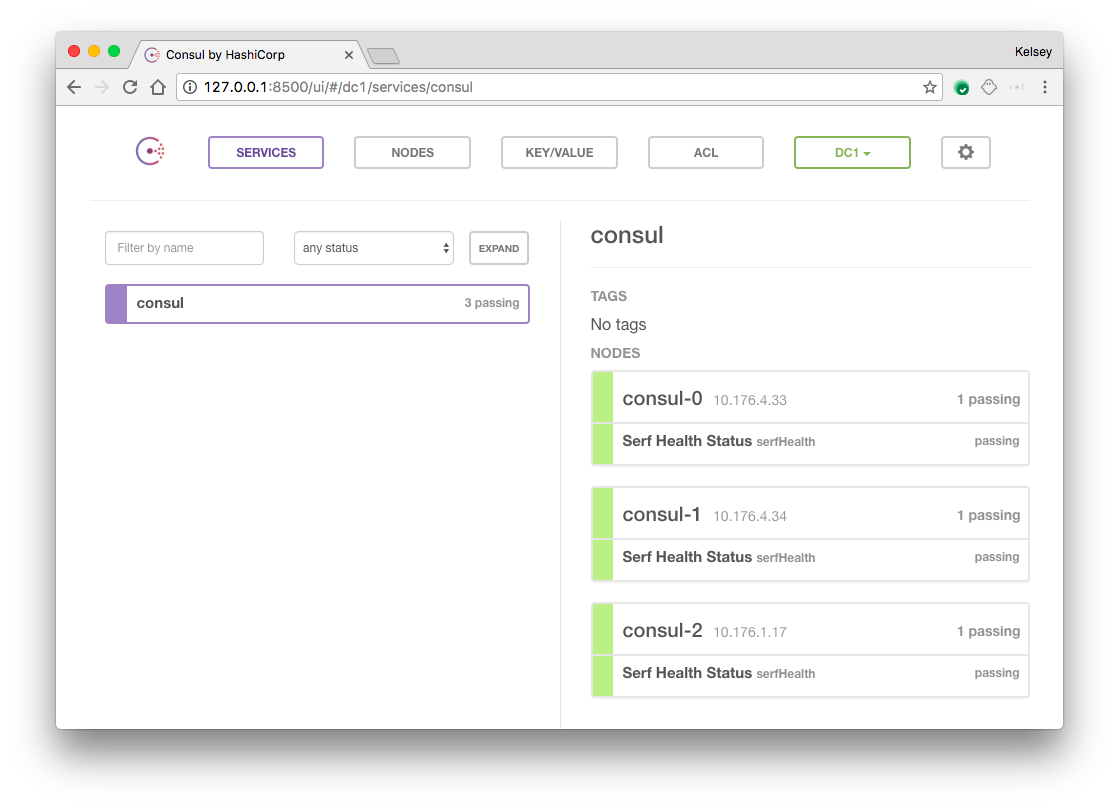 Consul by HashiCorp
Kelsey
127.0.0.1:8500/ui/#/dc1/services/consul
SERVICES NODES KEY/VALUE ACL DC1
Filter by name any status EXPAND
consul 3 passing
consul
TAGS
No tags
NODES
consul-0 10.176.4.33 1 passing
Serf Health Status serfHealth passing
consul-1 10.176.4.34 1 passing
Serf Health Status serfHealth passing
consul-2 10.176.1.17 1 passing
Serf Health Status serfHealth passing